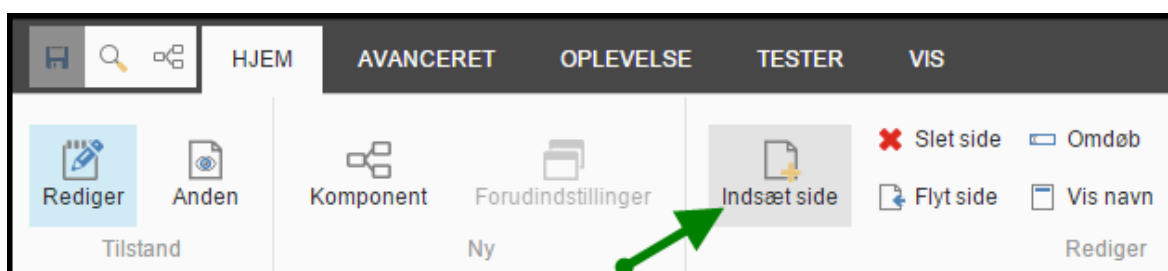 HJEM AVANCERET OPLEVELSE TESTER VIS
Slet side Omdøb
Rediger Anden Komponent Forudindstillinger Indsæt side Flyt side Vis navn
Tilstand Ny Rediger